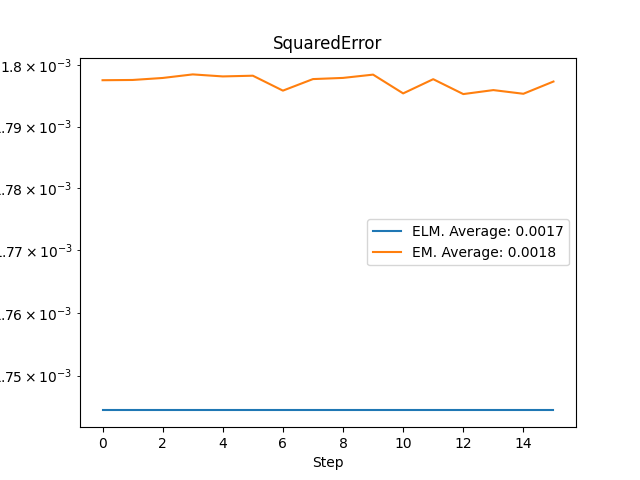 SquaredError
1.8 × 10⁻³
.79 × 10⁻³
.78 × 10⁻³
.77 × 10⁻³
.76 × 10⁻³
.75 × 10⁻³
ELM. Average: 0.0017
EM. Average: 0.0018
0 2 4 6 8 10 12 14
Step